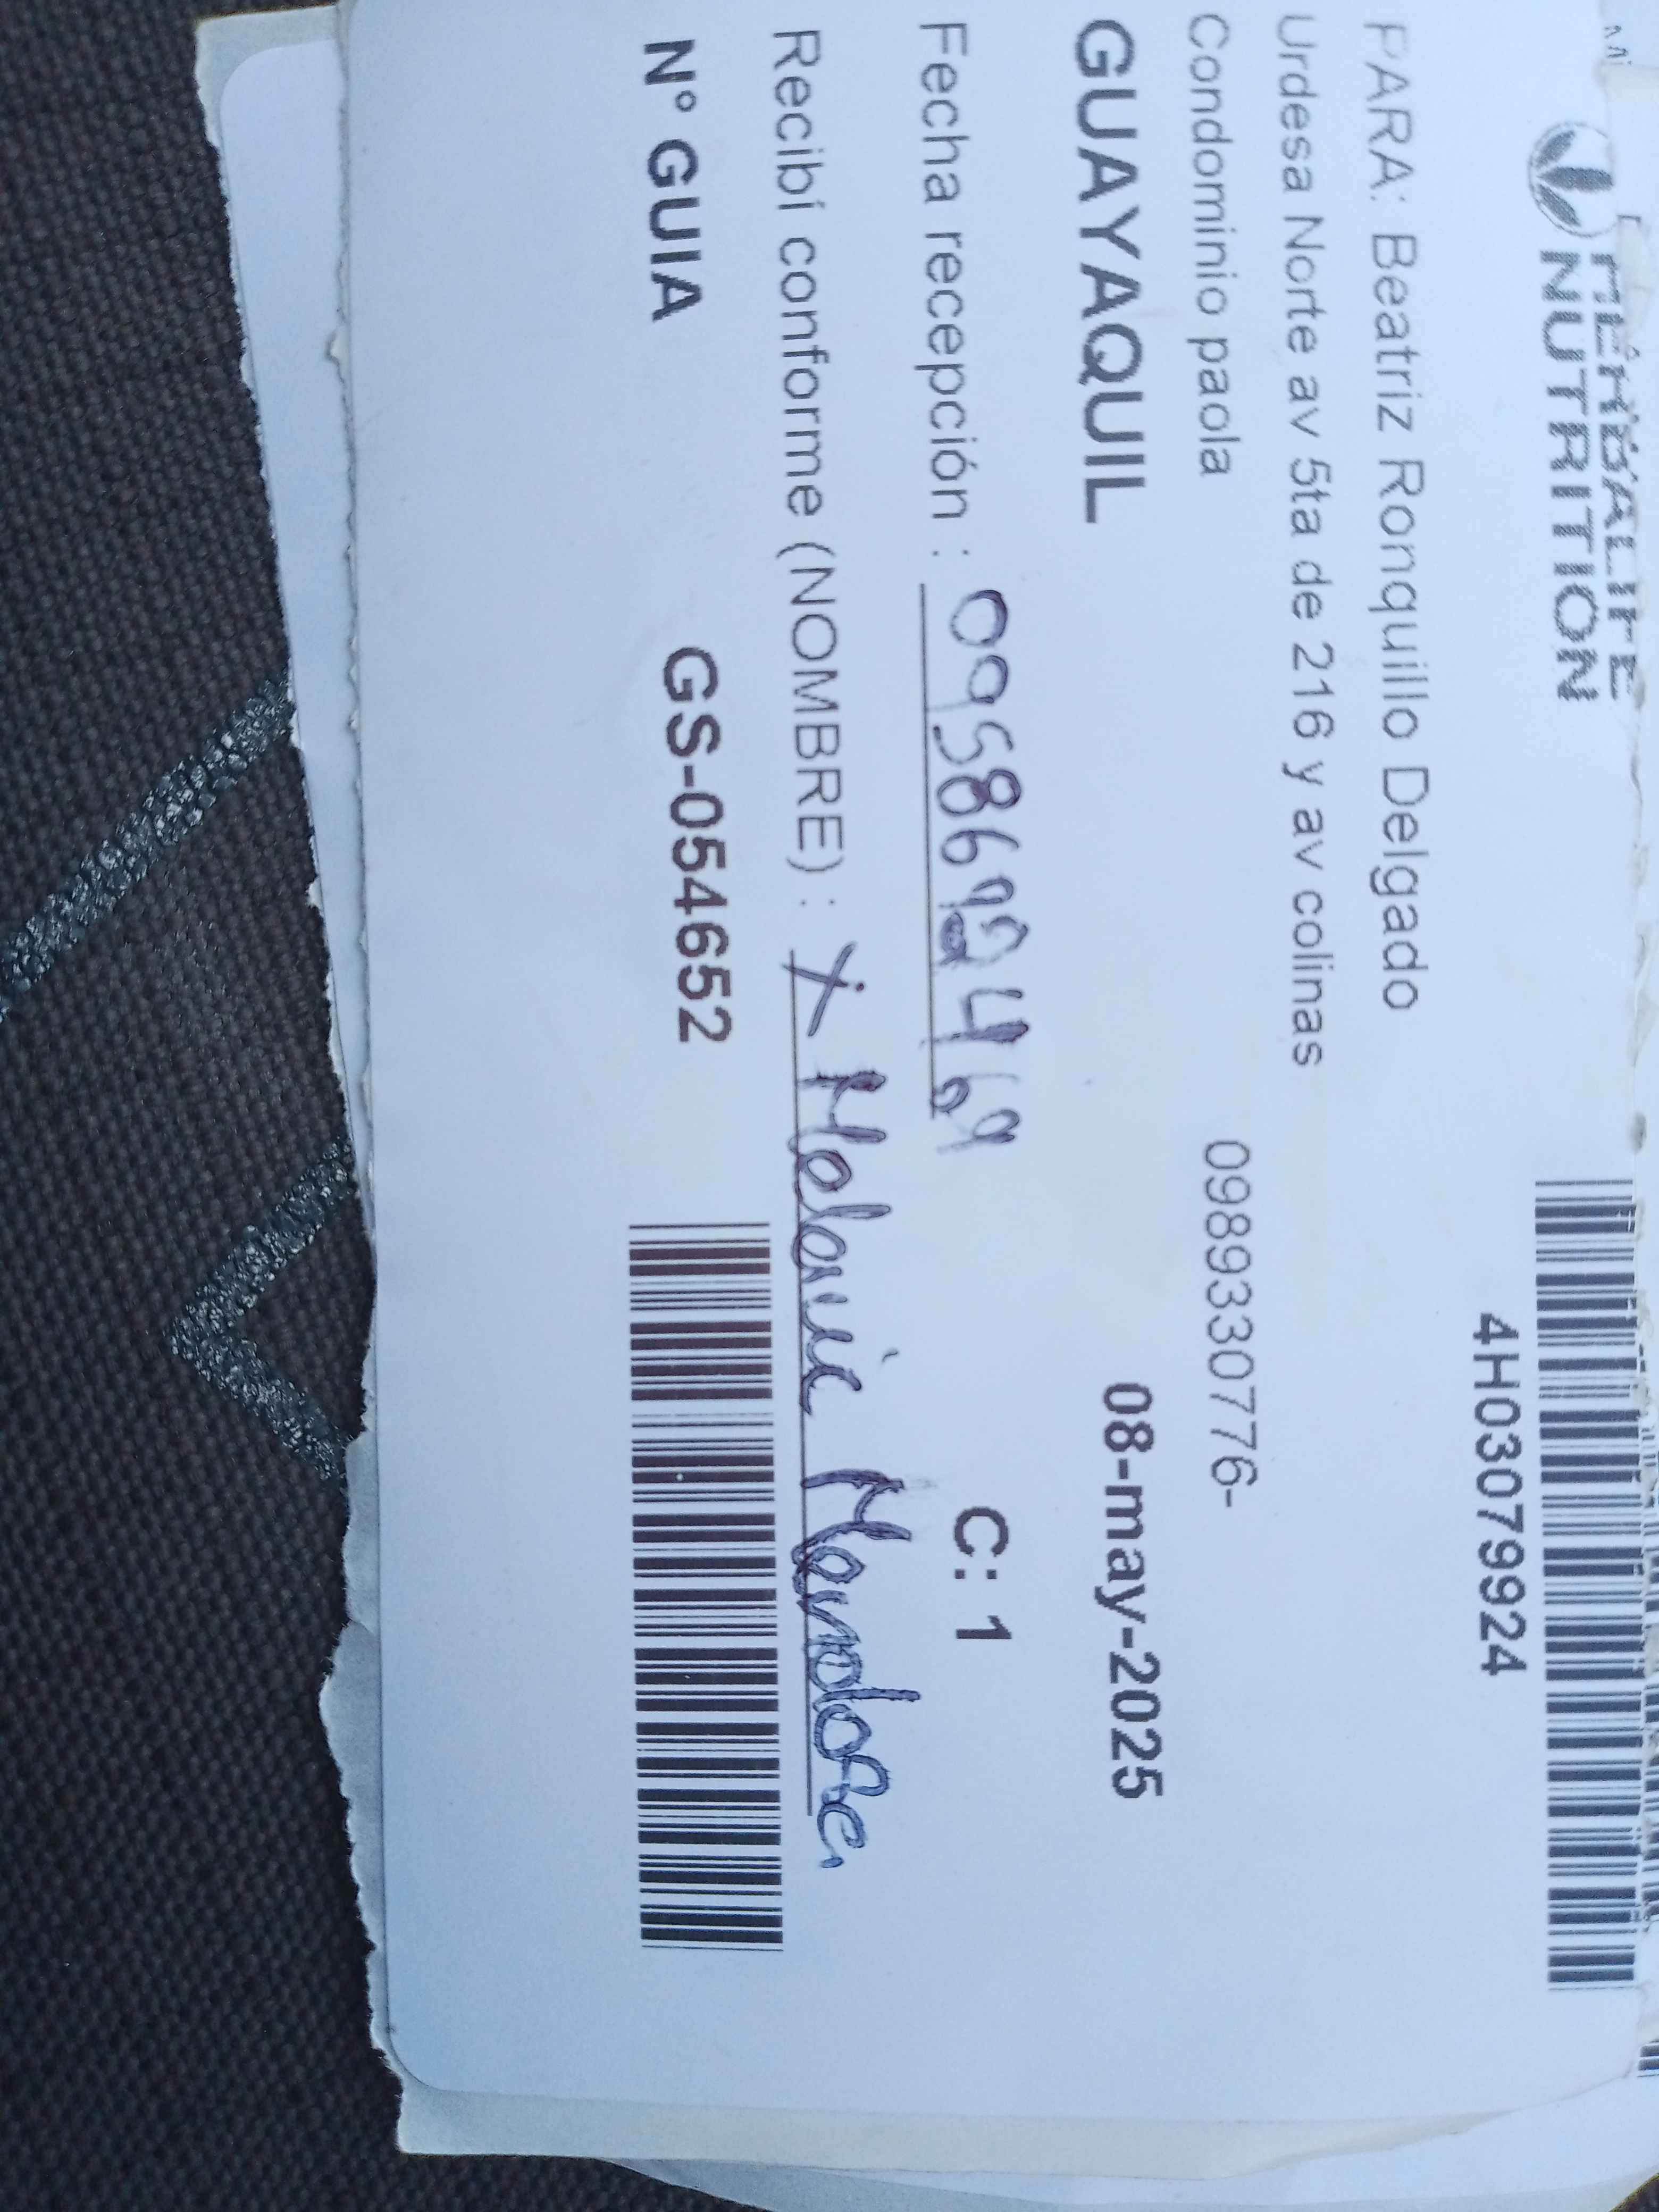 HERBALIFE
NUTRITION
4H03079924
PARA: Beatriz Ronquillo Delgado
Urdesa Norte av 5ta de 216 y av colinas
Condominio paola 0989330776-
GUAYAQUIL 08-may-2025
Fecha recepción : C: 1
Recibí conforme (NOMBRE) : x Melanie
N° GUIA GS-054652